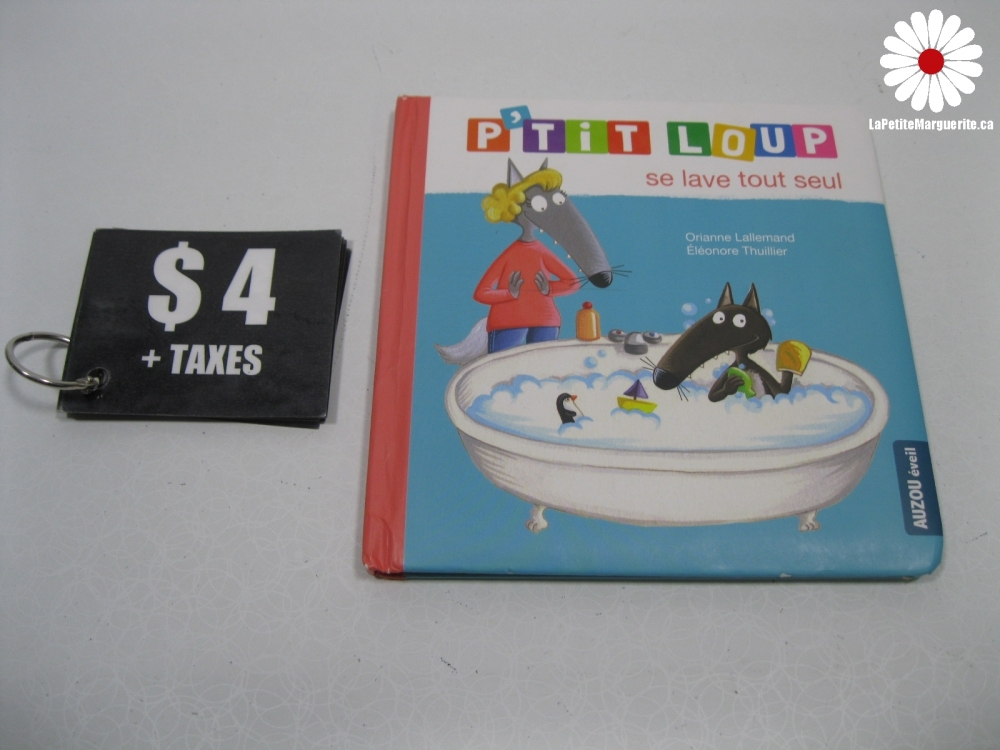 LaPetiteMarguerite.ca
P'TiT LOUP
se lave tout seul
Orianne Lallemand
Éléonore Thuillier
$ 4
+ TAXES
AUZOU éveil